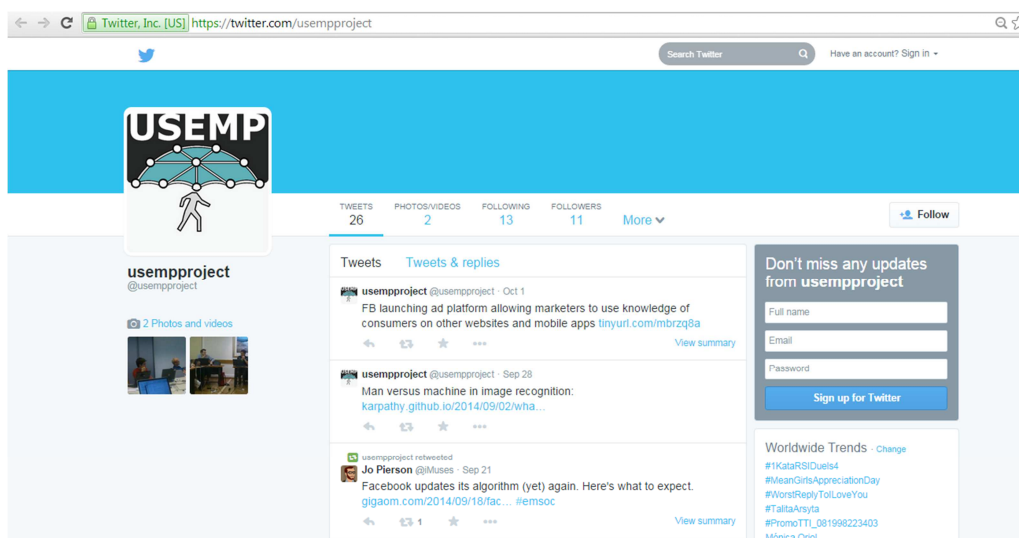 Twitter, Inc. [US] https://twitter.com/usempproject
Search Twitter
Have an account? Sign in
USEMP
TWEETS
26
PHOTOS/VIDEOS
2
FOLLOWING
13
FOLLOWERS
11
More
Follow
usempproject
@usempproject
2 Photos and videos
Tweets
Tweets & replies
usempproject @usempproject · Oct 1
FB launching ad platform allowing marketers to use knowledge of
consumers on other websites and mobile apps tinyurl.com/mbrzq8a
View summary
usempproject @usempproject · Sep 28
Man versus machine in image recognition:
karpathy.github.io/2014/09/02/wha…
usempproject retweeted
Jo Pierson @iMuses · Sep 21
Facebook updates its algorithm (yet) again. Here's what to expect.
gigaom.com/2014/09/18/fac… #emsoc
1
View summary
Don't miss any updates
from usempproject
Full name
Email
Password
Sign up for Twitter
Worldwide Trends · Change
#1KataRSIDuels4
#MeanGirlsAppreciationDay
#WorstReplyToILoveYou
#TalitaArsyta
#PromoTTI_081998223403
Mónica Oriol